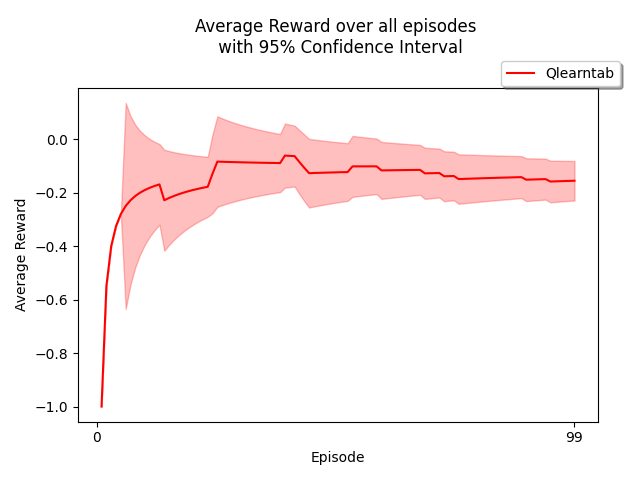 Average Reward over all episodes
with 95% Confidence Interval
Qlearntab
0.0
−0.2
−0.4
−0.6
−0.8
−1.0
Average Reward
0
99
Episode